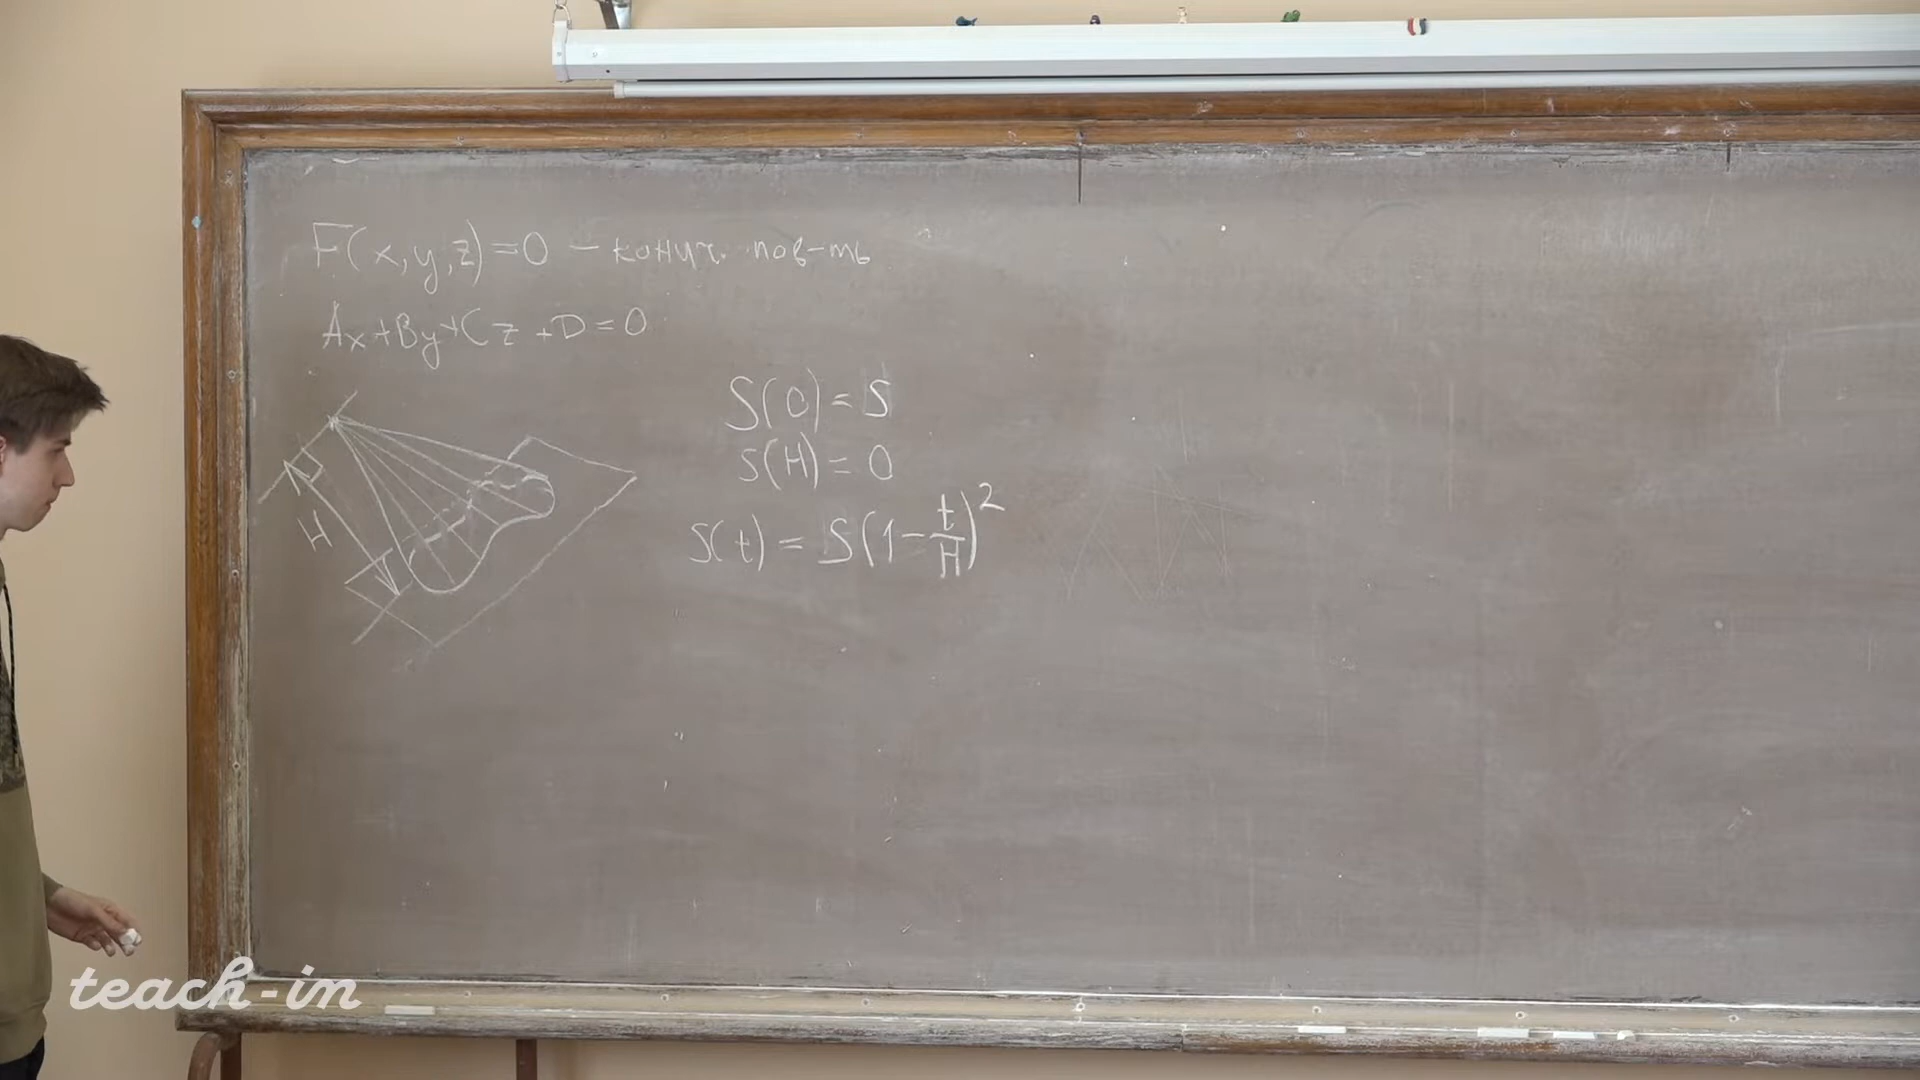 F(x,y,z)=0 – конич. пов-ть
Ax+By+Cz+D=0
S(0)=S
S(H)=0
S(t)=S(1-t/H)²
H
teach-in